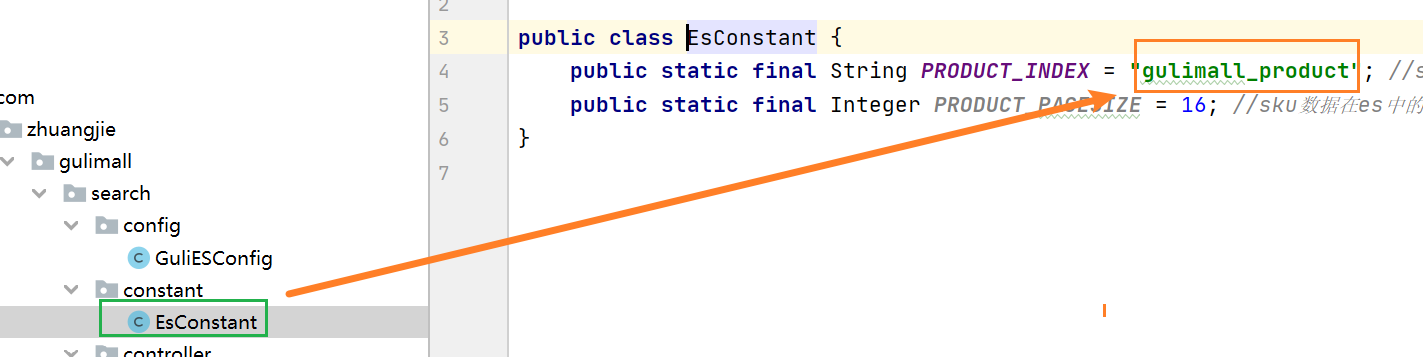 com
zhuangjie
gulimall
search
config
GuliESConfig
constant
EsConstant
controller
2
3 public class EsConstant {
4 public static final String PRODUCT_INDEX = "gulimall_product"; //s
5 public static final Integer PRODUCT_PAGESIZE = 16; //sku数据在es中的
6 }
7